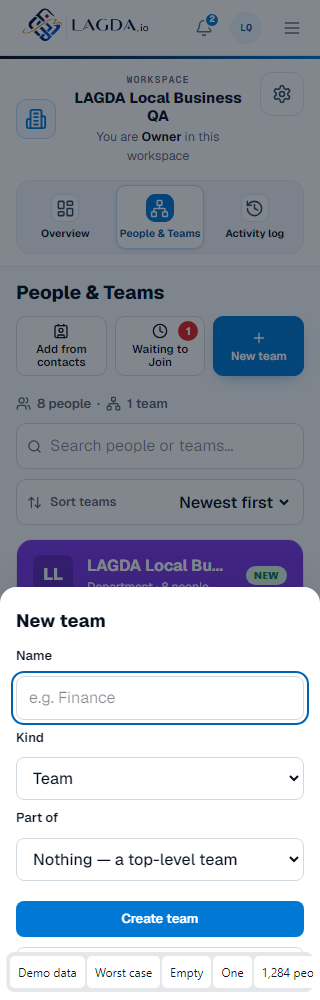 LAGDA.io
2
LQ
WORKSPACE
LAGDA Local Business
QA
You are Owner in this
workspace
Overview
People & Teams
Activity log
People & Teams
Add from
contacts
Waiting to
Join
1
New team
8 people · 1 team
Search people or teams...
Sort teams
Newest first
LL
LAGDA Local Bu...
Department · 8 people
NEW
New team
Name
e.g. Finance
Kind
Team
Part of
Nothing — a top-level team
Create team
Demo data
Worst case
Empty
One
1,284 peo